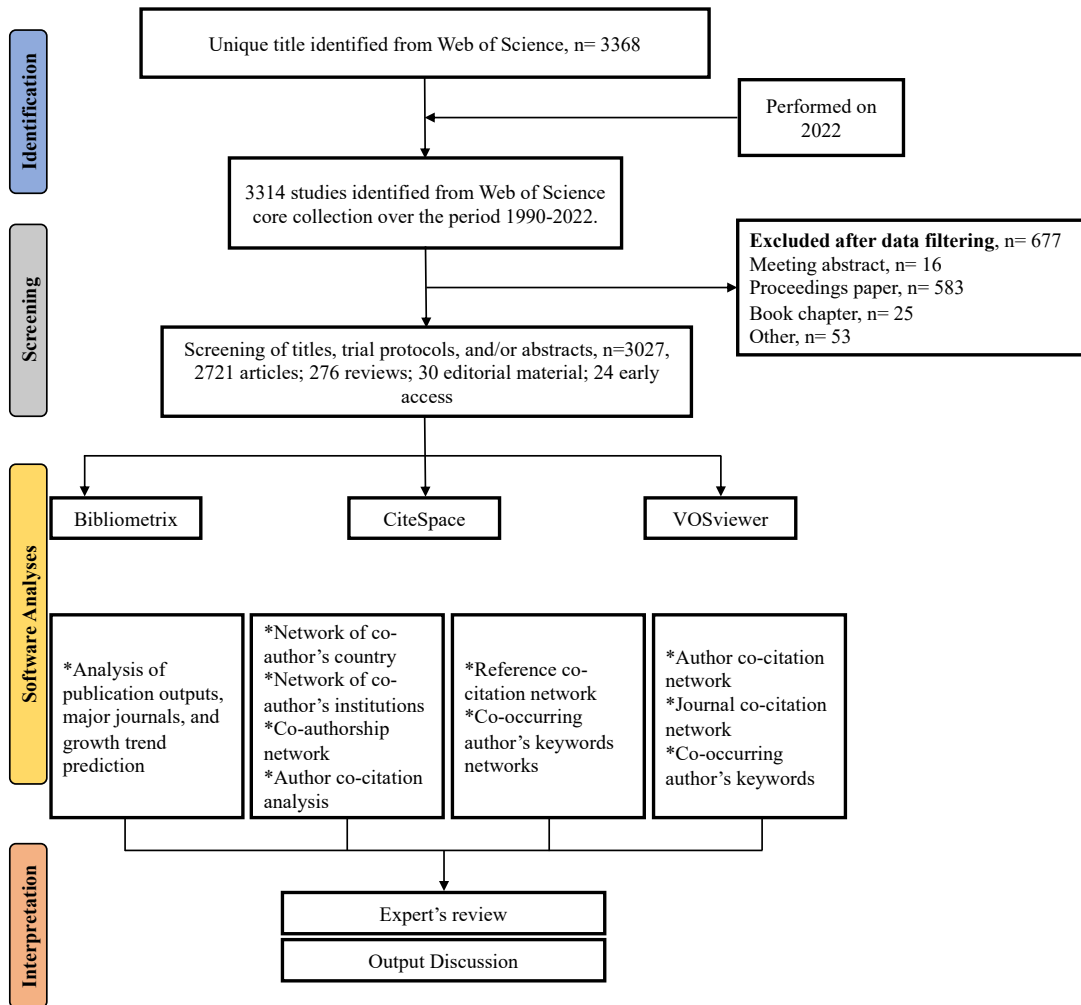 Identification
Unique title identified from Web of Science, n= 3368
Performed on
2022
3314 studies identified from Web of Science
core collection over the period 1990-2022.
Screening
Excluded after data filtering, n= 677
Meeting abstract, n= 16
Proceedings paper, n= 583
Book chapter, n= 25
Other, n= 53
Screening of titles, trial protocols, and/or abstracts, n=3027,
2721 articles; 276 reviews; 30 editorial material; 24 early
access
Software Analyses
Bibliometrix
CiteSpace
VOSviewer
*Analysis of
publication outputs,
major journals, and
growth trend
prediction
*Network of co-
author’s country
*Network of co-
author’s institutions
*Co-authorship
network
*Author co-citation
analysis
*Reference co-
citation network
*Co-occurring
author’s keywords
networks
*Author co-citation
network
*Journal co-citation
network
*Co-occurring
author’s keywords
Interpretation
Expert’s review
Output Discussion